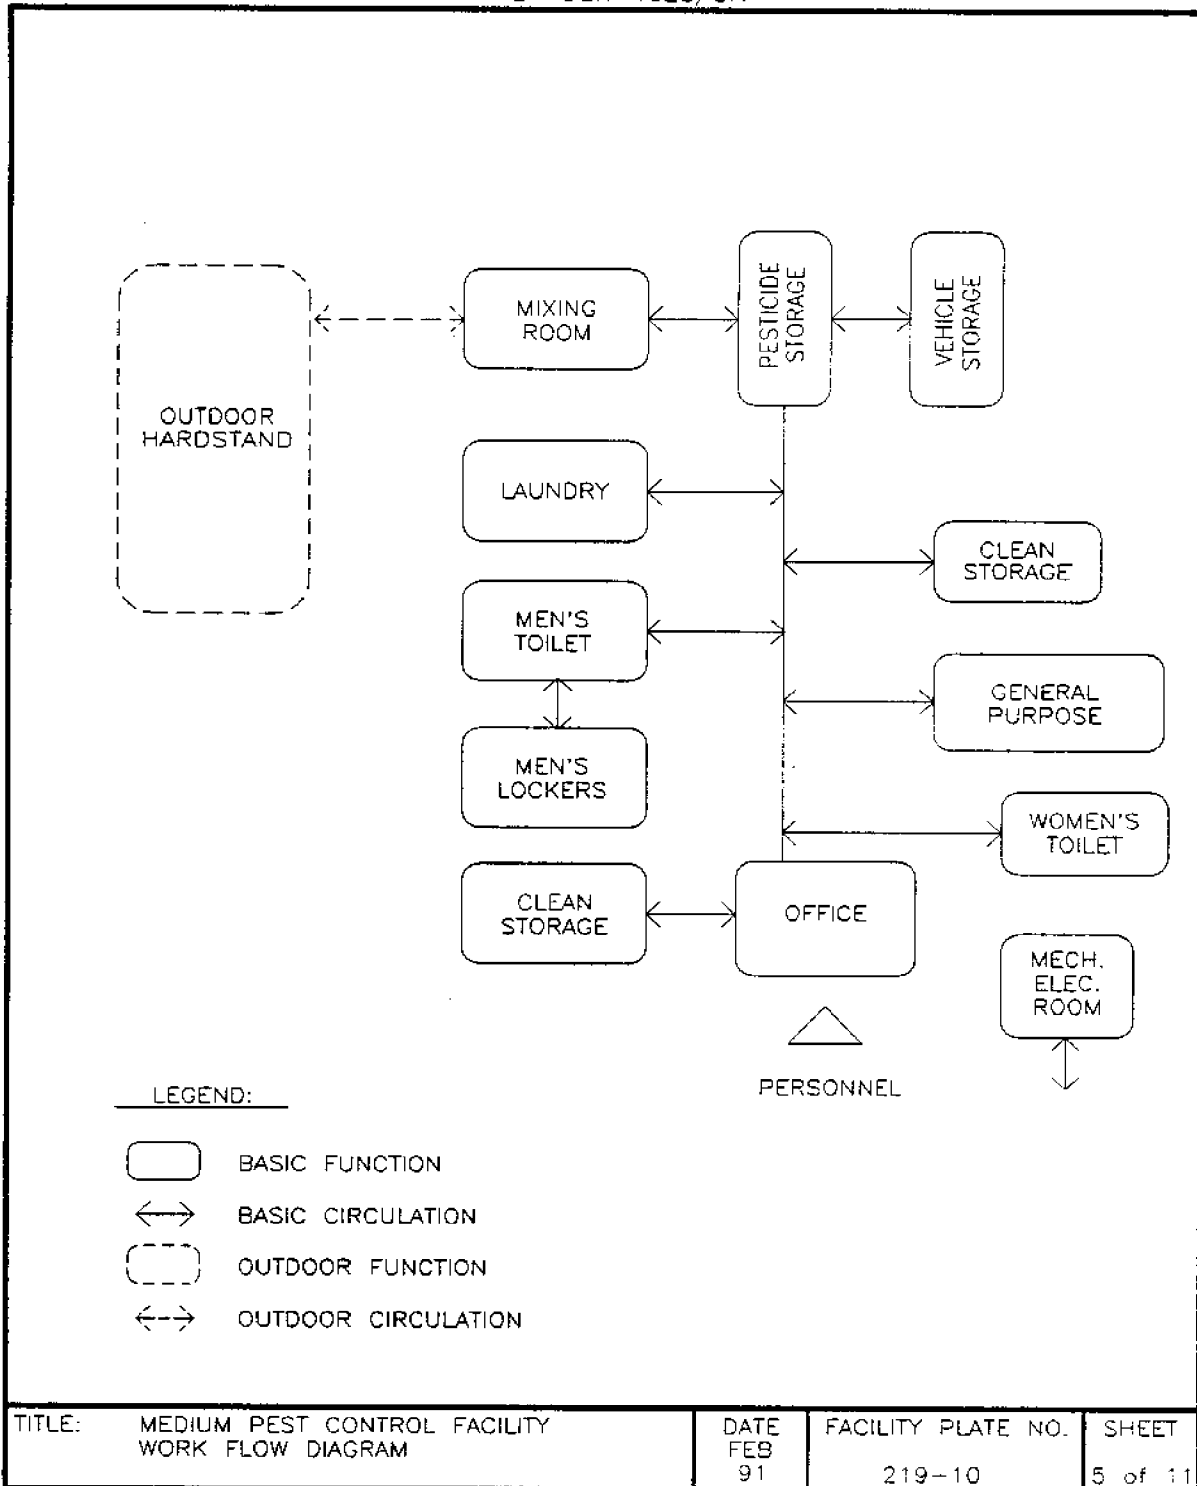 PESTICIDE
STORAGE
VEHICLE
STORAGE
MIXING
ROOM
OUTDOOR
HARDSTAND
LAUNDRY
CLEAN
STORAGE
MEN'S
TOILET
GENERAL
PURPOSE
MEN'S
LOCKERS
WOMEN'S
TOILET
CLEAN
STORAGE
OFFICE
MECH.
ELEC.
ROOM
PERSONNEL
LEGEND:
BASIC FUNCTION
BASIC CIRCULATION
OUTDOOR FUNCTION
OUTDOOR CIRCULATION
TITLE: MEDIUM PEST CONTROL FACILITY
WORK FLOW DIAGRAM
DATE
FEB
91
FACILITY PLATE NO.
219-10
SHEET
5 of 11